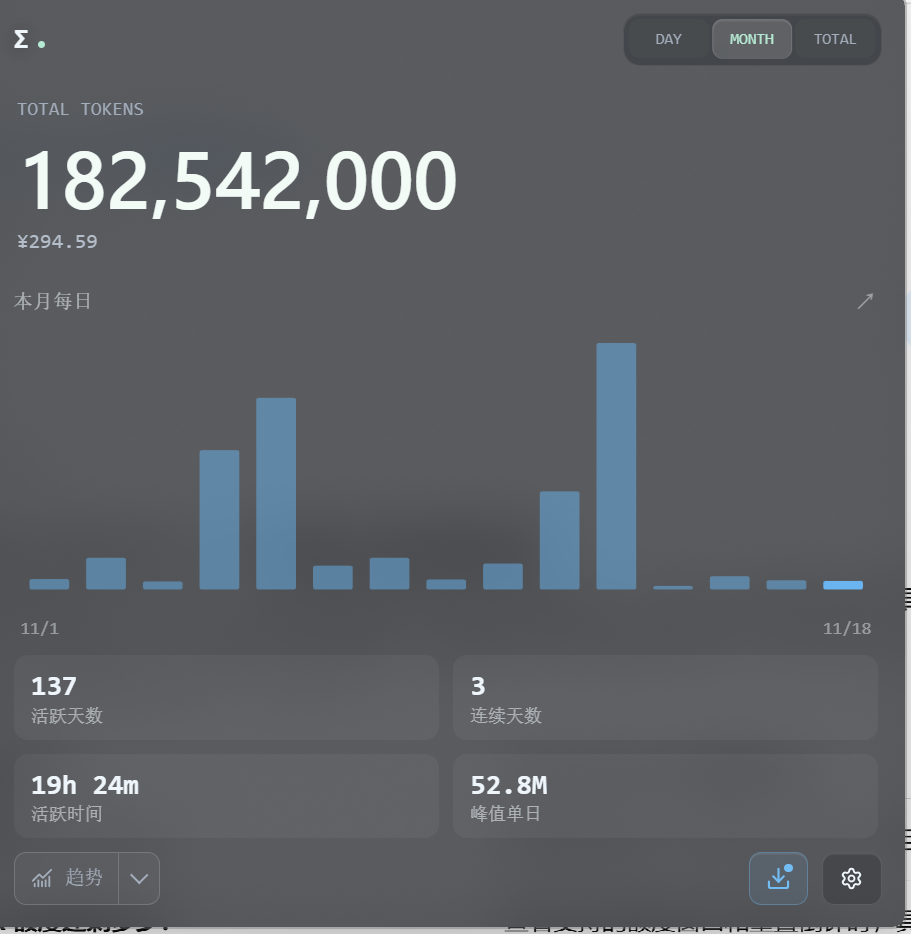 Σ.
DAY MONTH TOTAL
TOTAL TOKENS
182,542,000
¥294.59
本月每日
11/1 11/18
137 3
活跃天数 连续天数
19h 24m 52.8M
活跃时间 峰值单日
趋势